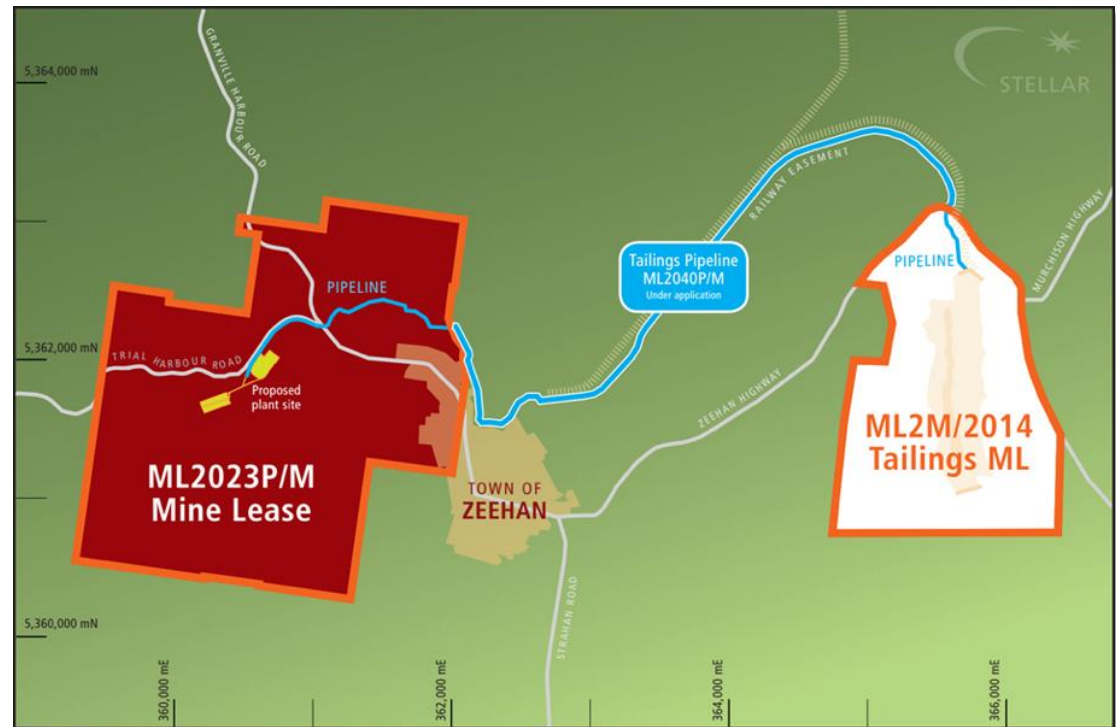 STELLAR
5,364,000 mN
GRANVILLE HARBOUR ROAD
RAILWAY EASEMENT
Tailings Pipeline
ML2040P/M
Under application
PIPELINE
MURCHISON HIGHWAY
PIPELINE
5,362,000 mN
TRIAL HARBOUR ROAD
Proposed
plant site
ZEEHAN HIGHWAY
ML2M/2014
Tailings ML
ML2023P/M
Mine Lease
TOWN OF
ZEEHAN
STRAHAN ROAD
5,360,000 mN
360,000 mE
362,000 mE
364,000 mE
366,000 mE